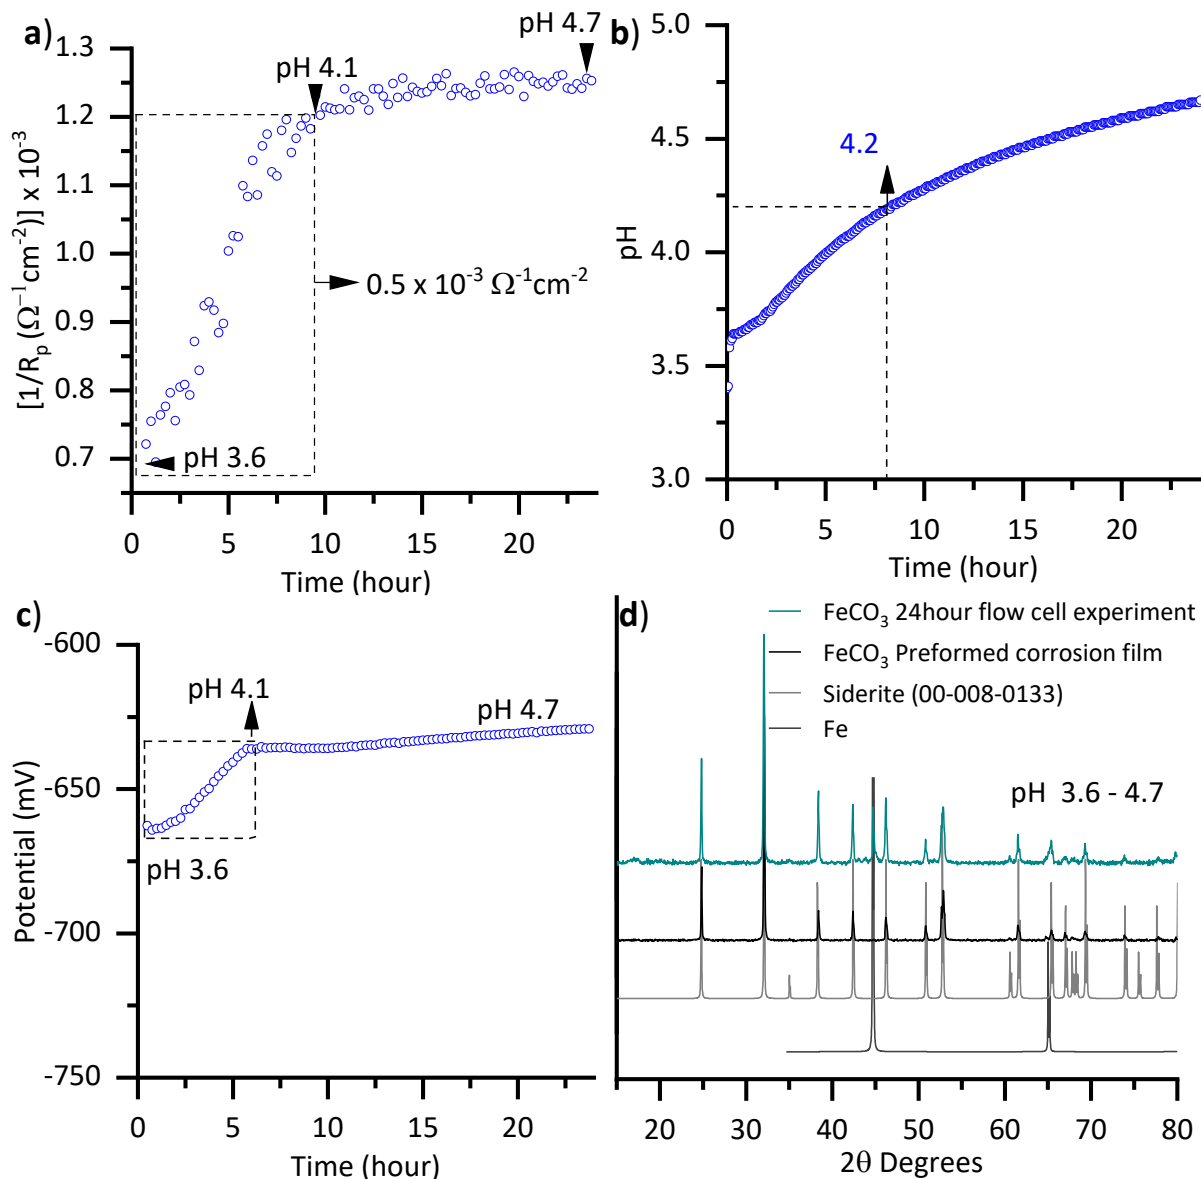 a)
1.3
1.2
1.1
1.0
0.9
0.8
0.7
[1/Rₚ (Ω⁻¹cm⁻²)] x 10⁻³
pH 4.1
pH 4.7
0.5 x 10⁻³ Ω⁻¹cm⁻²
pH 3.6
0 5 10 15 20
Time (hour)
b)
5.0
4.5
4.0
3.5
3.0
pH
4.2
0 5 10 15 20
Time (hour)
c)
-600
-650
-700
-750
Potential (mV)
pH 4.1
pH 4.7
pH 3.6
0 5 10 15 20
Time (hour)
d)
FeCO₃ 24hour flow cell experiment
FeCO₃ Preformed corrosion film
Siderite (00-008-0133)
Fe
pH 3.6 - 4.7
20 30 40 50 60 70 80
2θ Degrees